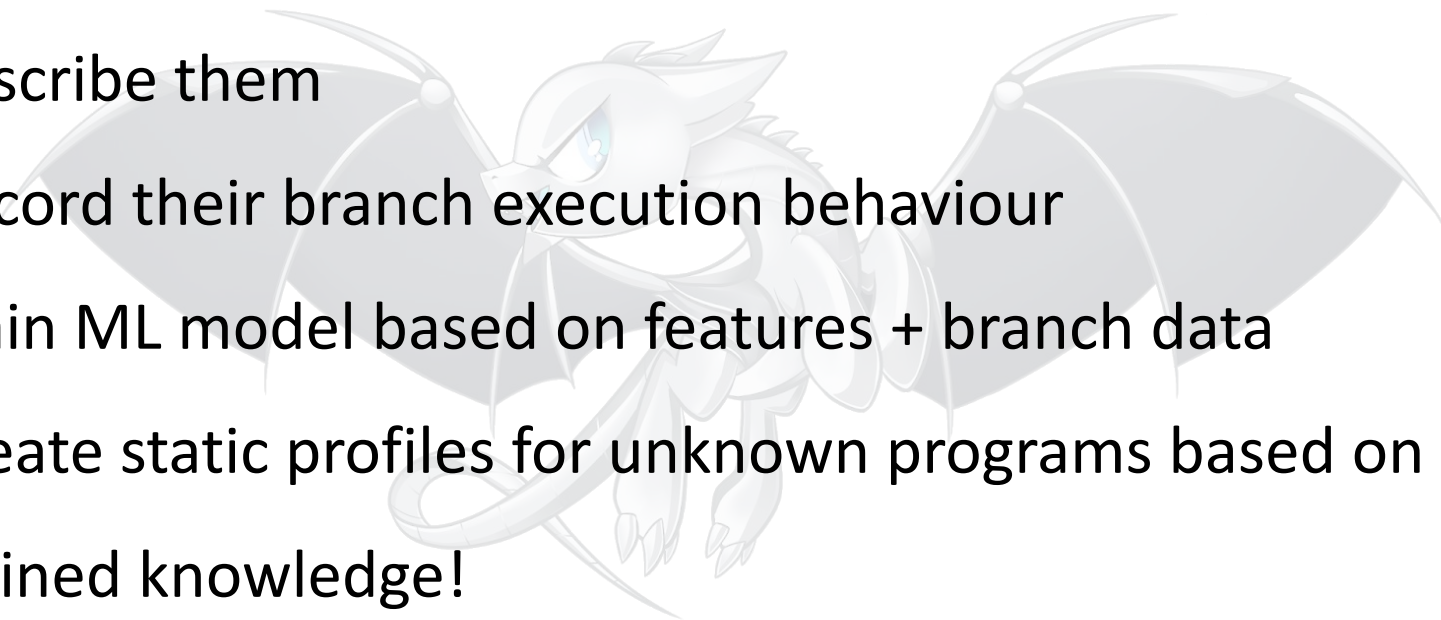 scribe them
cord their branch execution behaviour
in ML model based on features + branch data
eate static profiles for unknown programs based on
ined knowledge!